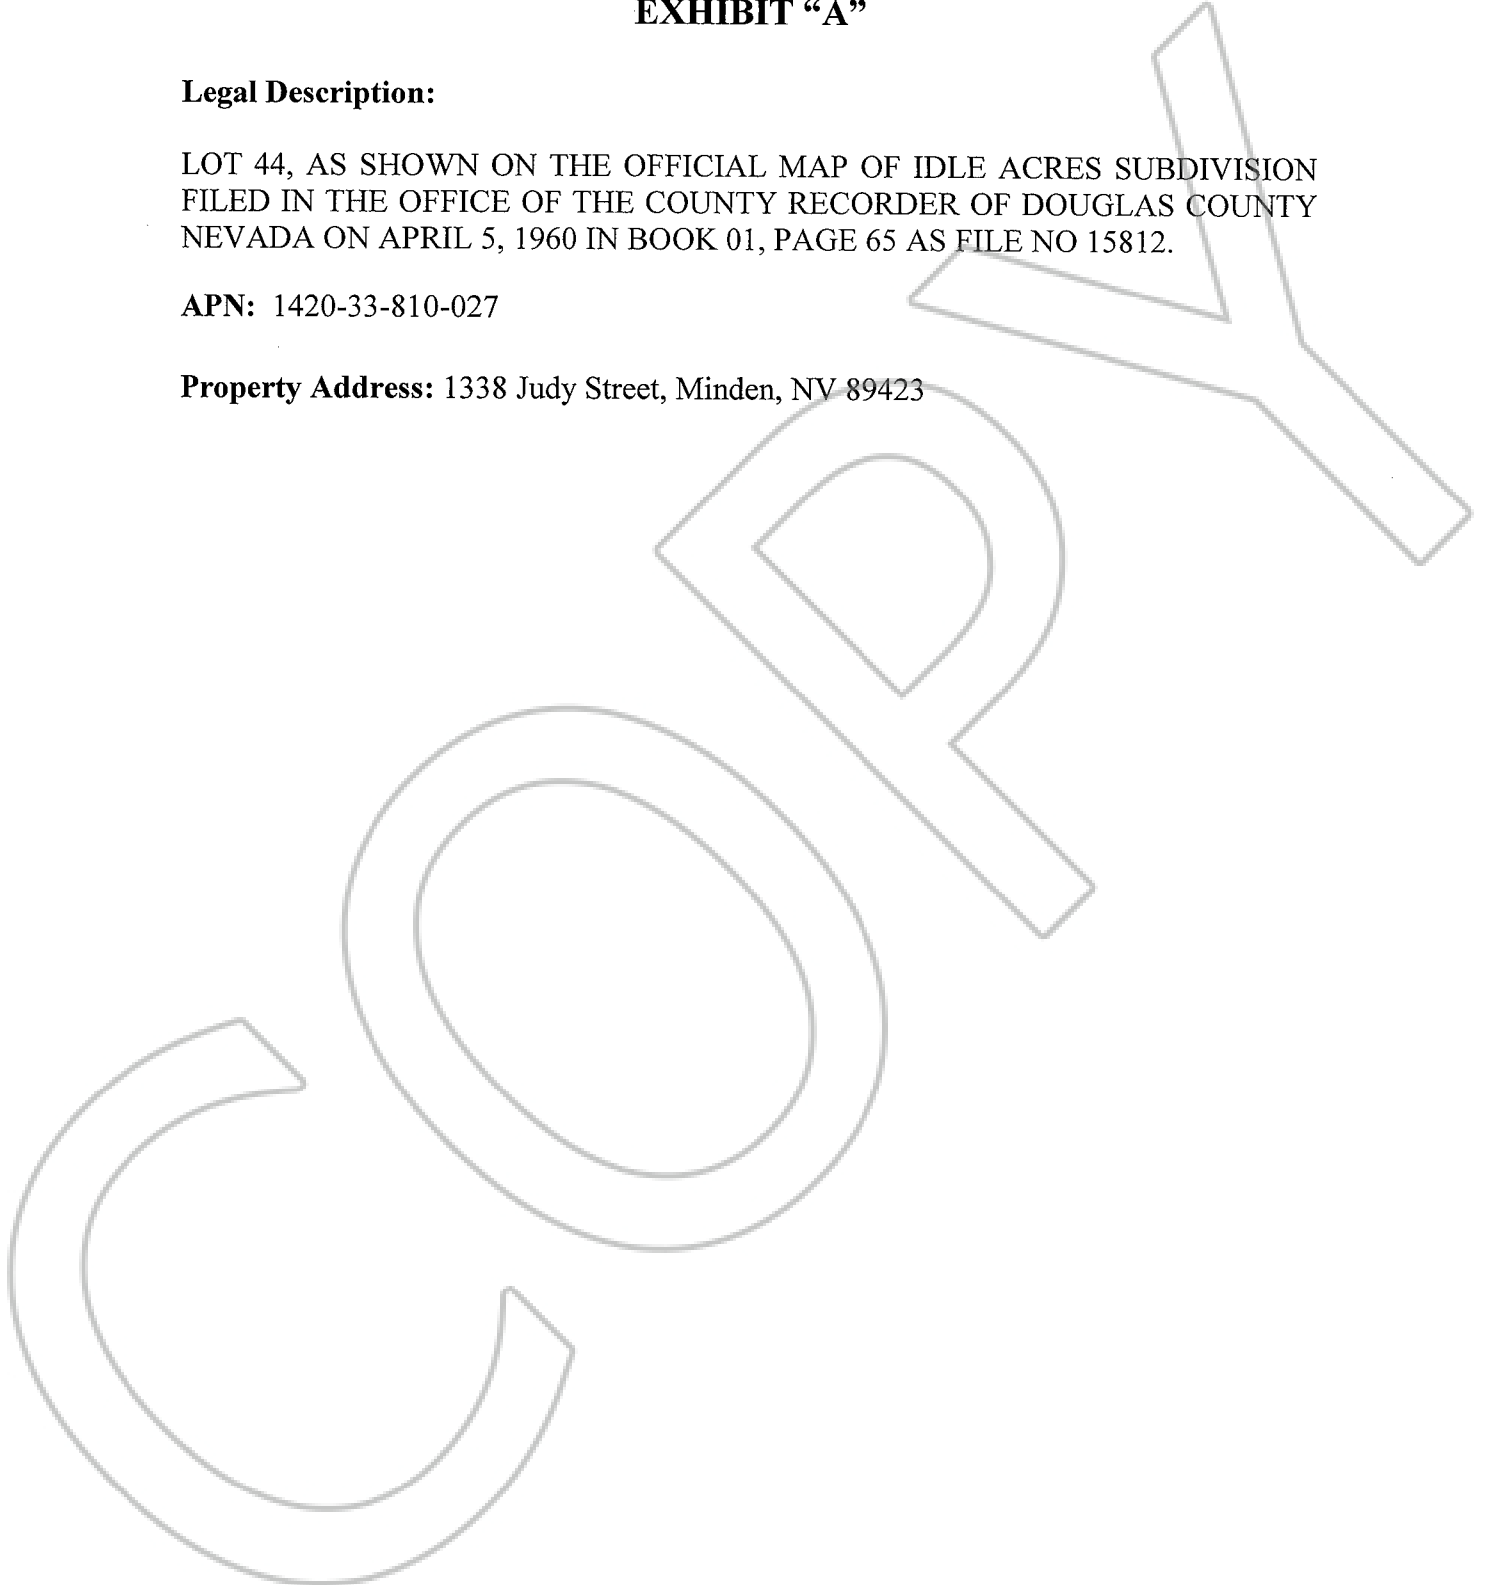 EXHIBIT “A”
Legal Description:
LOT 44, AS SHOWN ON THE OFFICIAL MAP OF IDLE ACRES SUBDIVISION
FILED IN THE OFFICE OF THE COUNTY RECORDER OF DOUGLAS COUNTY
NEVADA ON APRIL 5, 1960 IN BOOK 01, PAGE 65 AS FILE NO 15812.
APN: 1420-33-810-027
Property Address: 1338 Judy Street, Minden, NV 89423
COPY